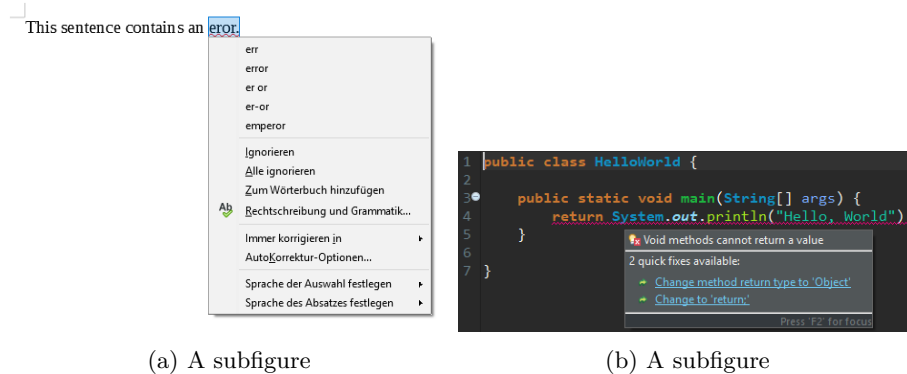 This sentence contains an eror.
err
error
er or
er-or
emperor
Ignorieren
Alle ignorieren
Zum Wörterbuch hinzufügen
Rechtschreibung und Grammatik...
Immer korrigieren in
AutoKorrektur-Optionen...
Sprache der Auswahl festlegen
Sprache des Absatzes festlegen
(a) A subfigure
1 public class HelloWorld {
2
3 public static void main(String[] args) {
4 return System.out.println("Hello, World")
5 }
6
7 }
Void methods cannot return a value
2 quick fixes available:
Change method return type to 'Object'
Change to 'return;'
Press 'F2' for focus
(b) A subfigure